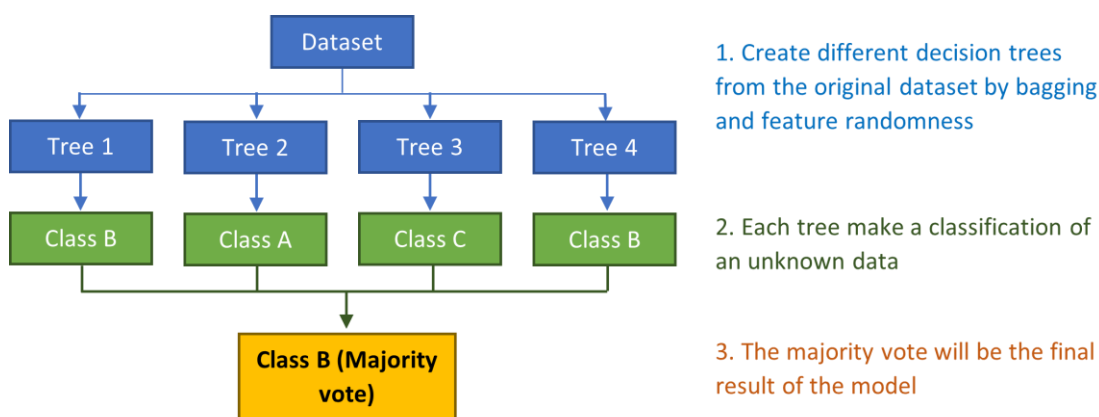 Dataset
1. Create different decision trees
from the original dataset by bagging
and feature randomness
Tree 1
Tree 2
Tree 3
Tree 4
Class B
Class A
Class C
Class B
2. Each tree make a classification of
an unknown data
Class B (Majority
vote)
3. The majority vote will be the final
result of the model